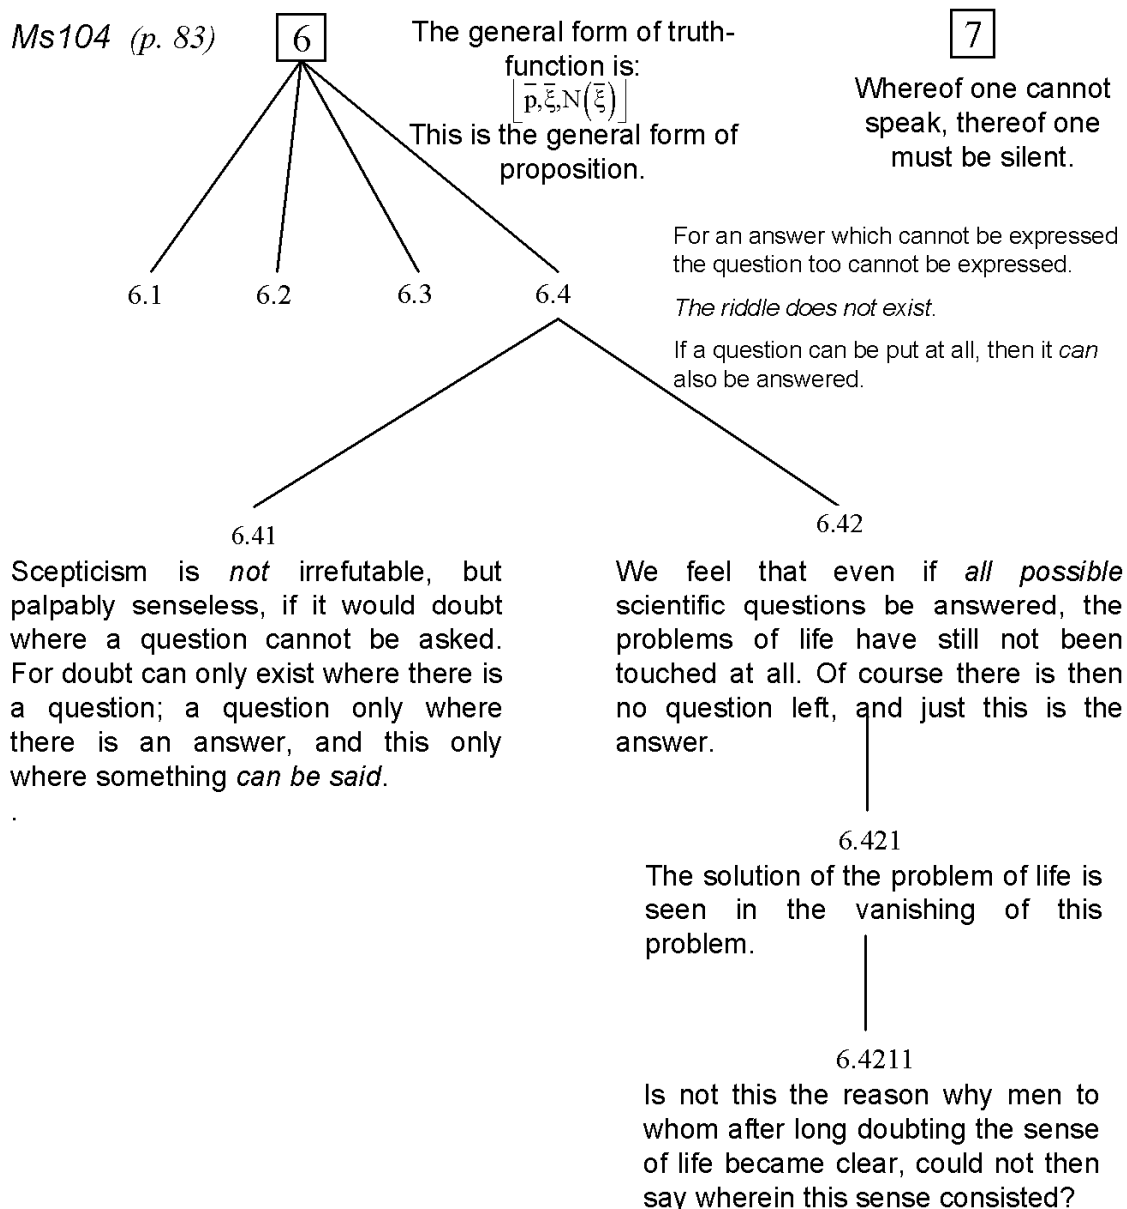 Ms104 (p. 83)
6
The general form of truth-
function is:
[p̄,ξ̄,N(ξ̄)]
This is the general form of
proposition.
7
Whereof one cannot
speak, thereof one
must be silent.
6.1
6.2
6.3
6.4
For an answer which cannot be expressed
the question too cannot be expressed.
The riddle does not exist.
If a question can be put at all, then it can
also be answered.
6.41
Scepticism is not irrefutable, but
palpably senseless, if it would doubt
where a question cannot be asked.
For doubt can only exist where there is
a question; a question only where
there is an answer, and this only
where something can be said.
.
6.42
We feel that even if all possible
scientific questions be answered, the
problems of life have still not been
touched at all. Of course there is then
no question left, and just this is the
answer.
6.421
The solution of the problem of life is
seen in the vanishing of this
problem.
6.4211
Is not this the reason why men to
whom after long doubting the sense
of life became clear, could not then
say wherein this sense consisted?